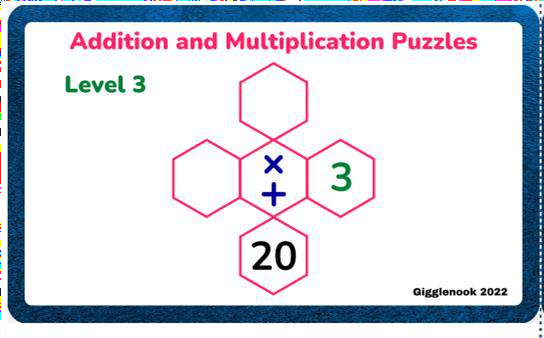 Addition and Multiplication Puzzles
Level 3
×
+
3
20
Gigglenook 2022